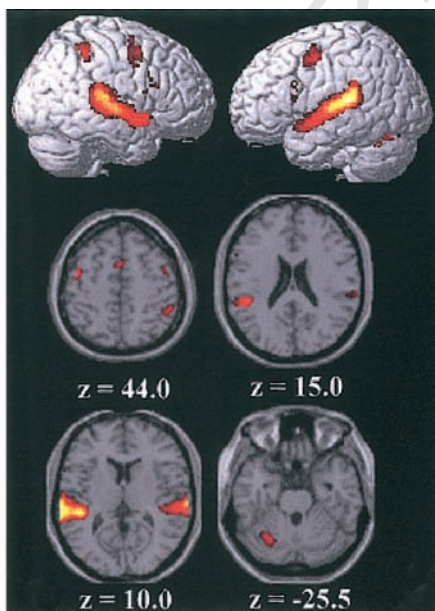 z = 44.0
z = 15.0
z = 10.0
z = -25.5